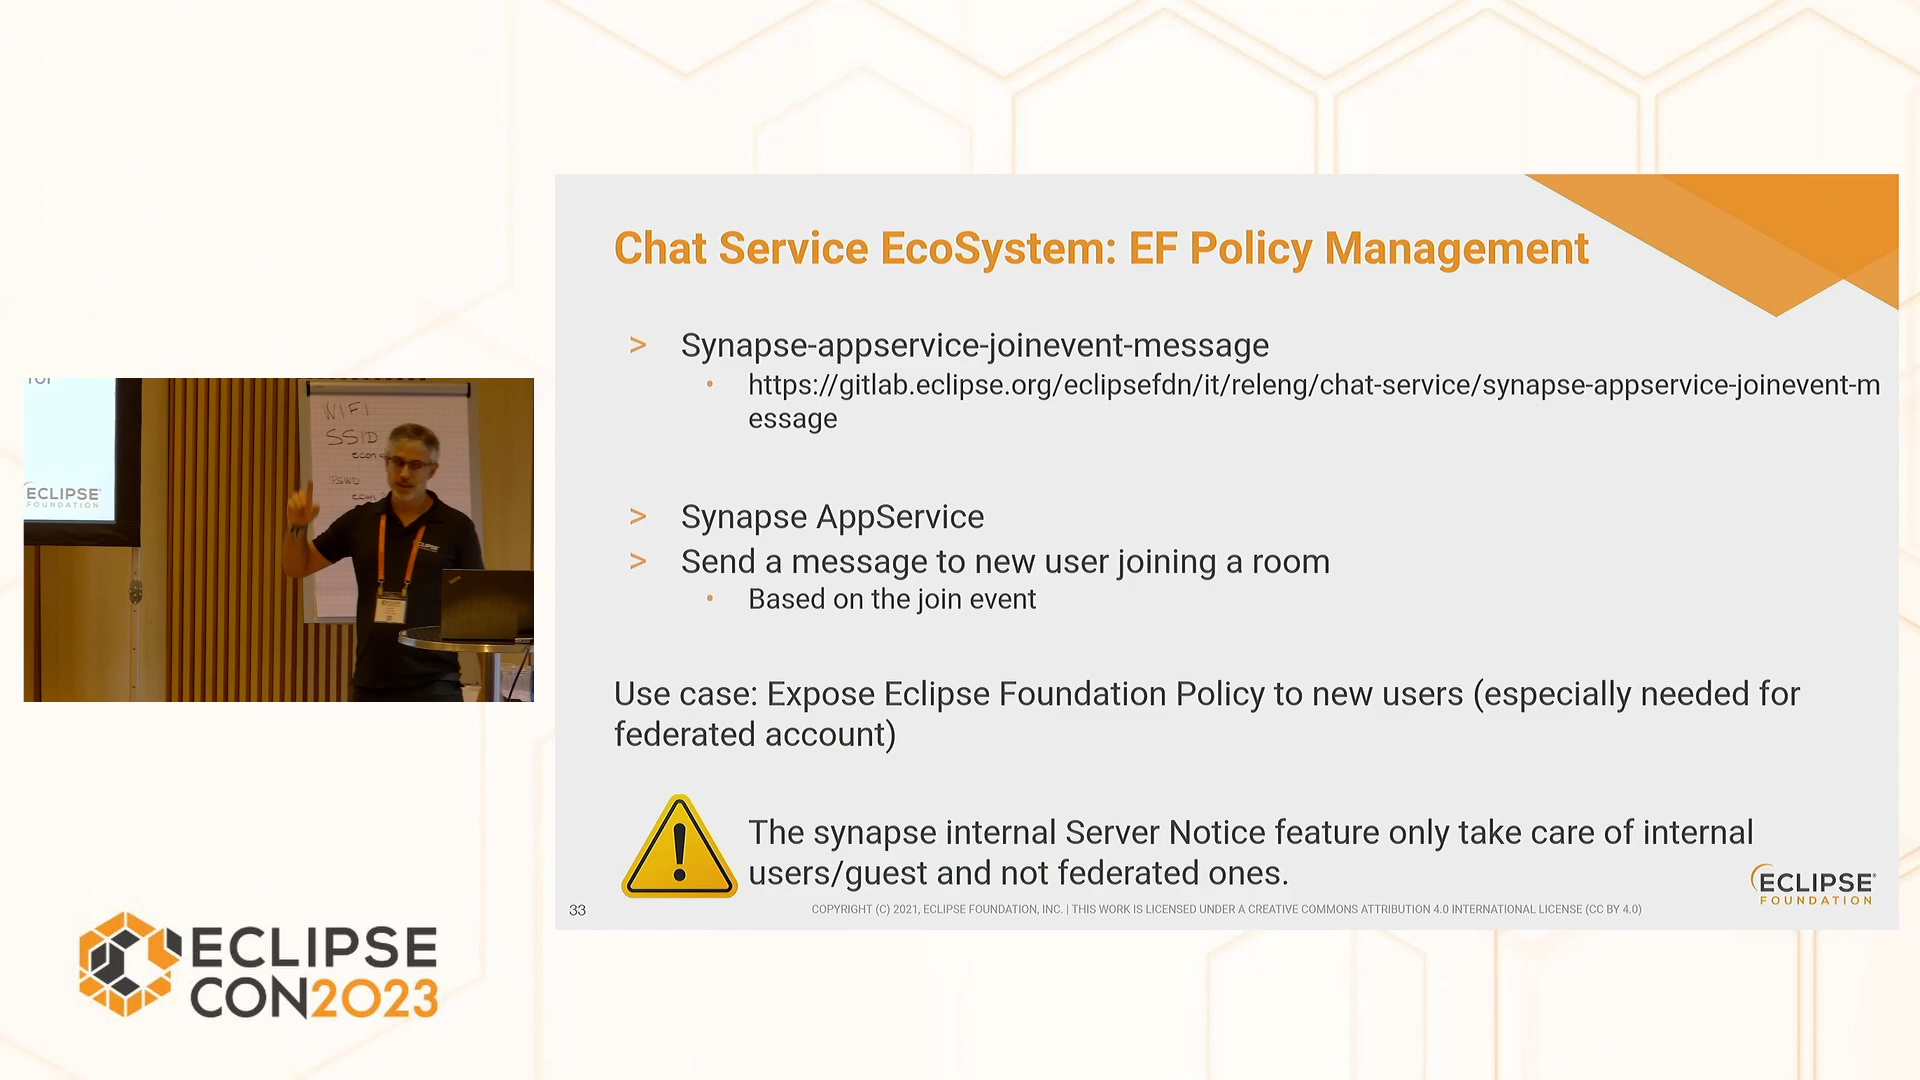 Chat Service EcoSystem: EF Policy Management
> Synapse-appservice-joinevent-message
• https://gitlab.eclipse.org/eclipsefdn/it/releng/chat-service/synapse-appservice-joinevent-m
essage
> Synapse AppService
> Send a message to new user joining a room
• Based on the join event
Use case: Expose Eclipse Foundation Policy to new users (especially needed for
federated account)
The synapse internal Server Notice feature only take care of internal
users/guest and not federated ones.
33
COPYRIGHT (C) 2021, ECLIPSE FOUNDATION, INC. | THIS WORK IS LICENSED UNDER A CREATIVE COMMONS ATTRIBUTION 4.0 INTERNATIONAL LICENSE (CC BY 4.0)
ECLIPSE
FOUNDATION
WIFI
SSID
econ
PSWD
ECLIPSE
FOUNDATION
ECLIPSE
CON2023